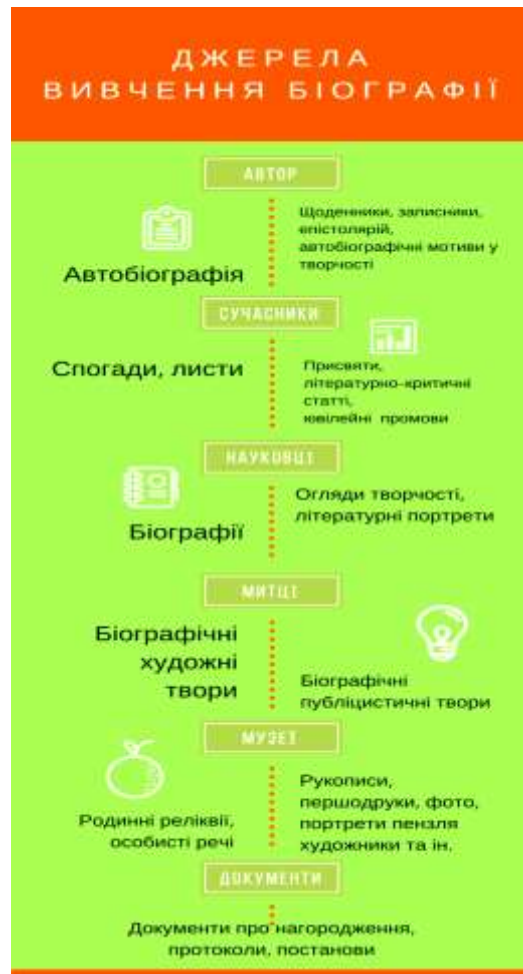 ДЖЕРЕЛА
ВИВЧЕННЯ БІОГРАФІЇ
АВТОР
Автобіографія
Щоденники, записники,
епістолярій,
автобіографічні мотиви у
творчості
СУЧАСНИКИ
Спогади, листи
Присвяти,
літературно-критичні
статті,
ювілейні промови
НАУКОВЦІ
Біографії
Огляди творчості,
літературні портрети
МИТЦІ
Біографічні
художні
твори
Біографічні
публіцистичні твори
МУЗЕЇ
Родинні реліквії,
особисті речі
Рукописи,
першодруки, фото,
портрети пензля
художники та ін.
ДОКУМЕНТИ
Документи про нагородження,
протоколи, постанови